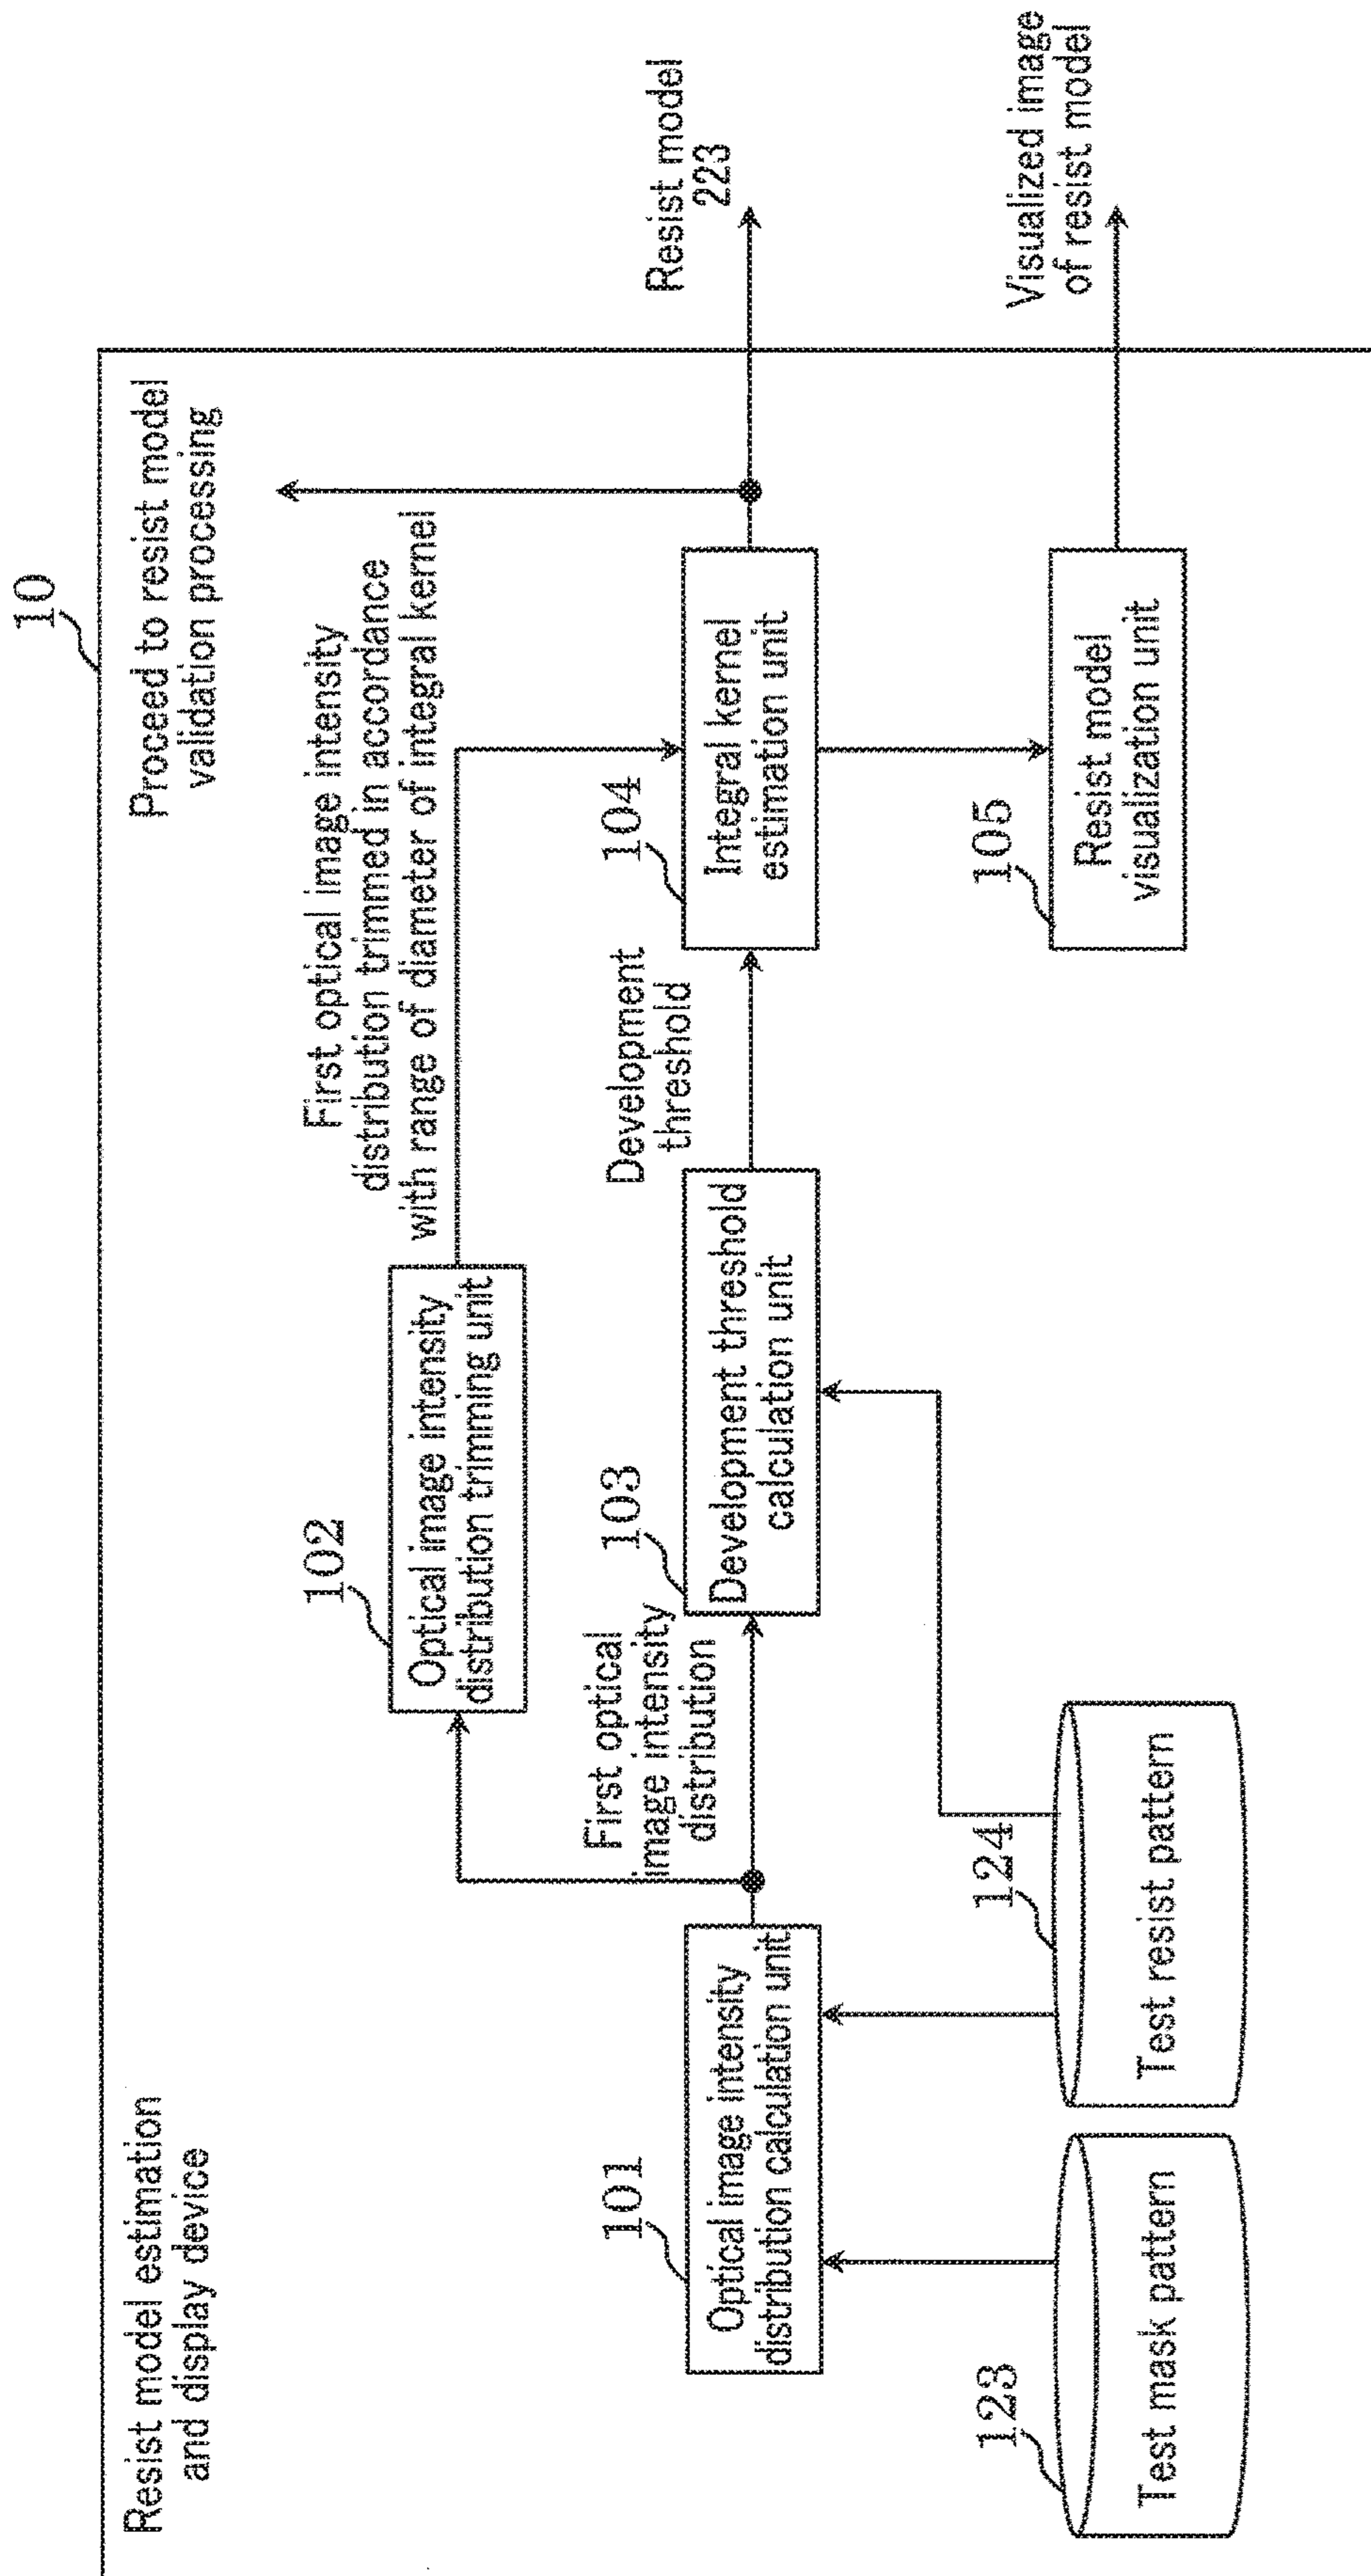 10
Resist model estimation
and display device
Proceed to resist model
validation processing
First optical image intensity
distribution trimmed in accordance
with range of diameter of integral kernel
102
Optical image intensity
distribution trimming unit
101
Optical image intensity
distribution calculation unit
First optical
image intensity
distribution
103
Development threshold
calculation unit
Development
threshold
104
Integral kernel
estimation unit
Resist model
223
123
Test mask pattern
124
Test resist pattern
105
Resist model
visualization unit
Visualized image
of resist model